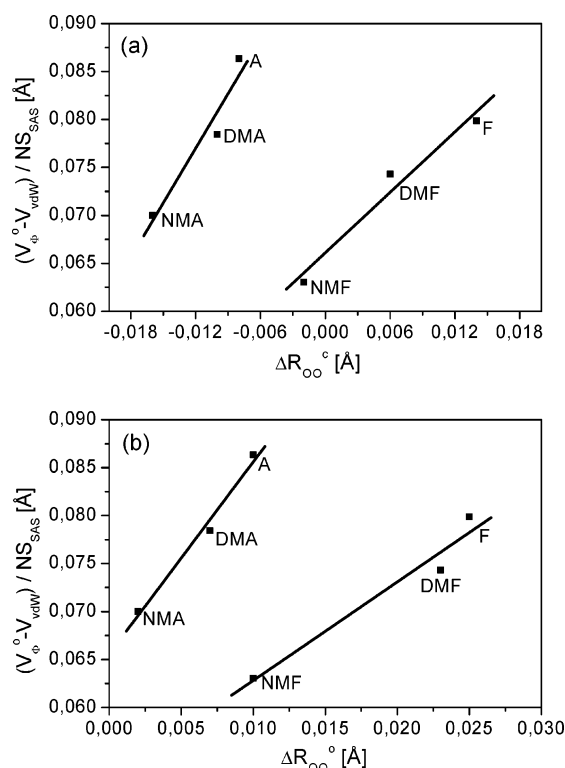 (a)
(V_Φ^o-V_vdW) / NS_SAS [Å]
0,090
0,085
0,080
0,075
0,070
0,065
0,060
A
DMA
NMA
F
DMF
NMF
-0,018 -0,012 -0,006 0,000 0,006 0,012 0,018
ΔR_OO^c [Å]
(b)
(V_Φ^o-V_vdW) / NS_SAS [Å]
0,090
0,085
0,080
0,075
0,070
0,065
0,060
A
DMA
NMA
F
DMF
NMF
0,000 0,005 0,010 0,015 0,020 0,025 0,030
ΔR_OO^o [Å]